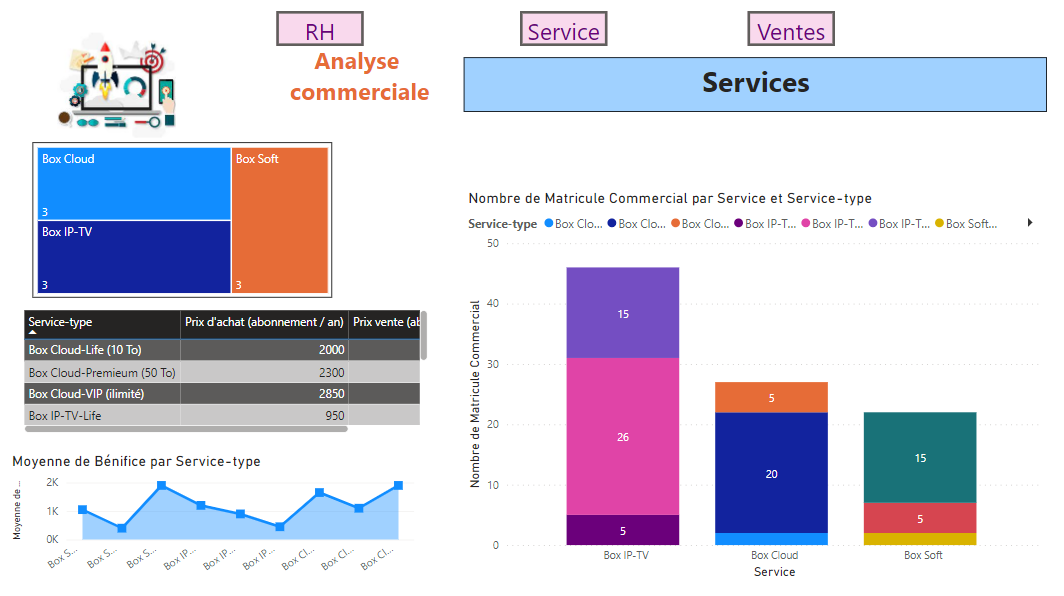 RH
Service
Ventes
Analyse
commerciale
Services
Box Cloud
3
Box Soft
3
Box IP-TV
3
Service-type Prix d'achat (abonnement / an) Prix vente (ab
Box Cloud-Life (10 To) 2000
Box Cloud-Premieum (50 To) 2300
Box Cloud-VIP (ilimité) 2850
Box IP-TV-Life 950
Moyenne de Bénifice par Service-type
Moyenne de ...
2K
1K
0K
Box S...
Box S...
Box S...
Box IP...
Box IP...
Box IP...
Box Cl...
Box Cl...
Box Cl...
Nombre de Matricule Commercial par Service et Service-type
Service-type Box Clo... Box Clo... Box Clo... Box IP-T... Box IP-T... Box IP-T... Box Soft...
Nombre de Matricule Commercial
50
40
30
20
10
0
15
26
5
5
20
15
5
Box IP-TV Box Cloud Box Soft
Service